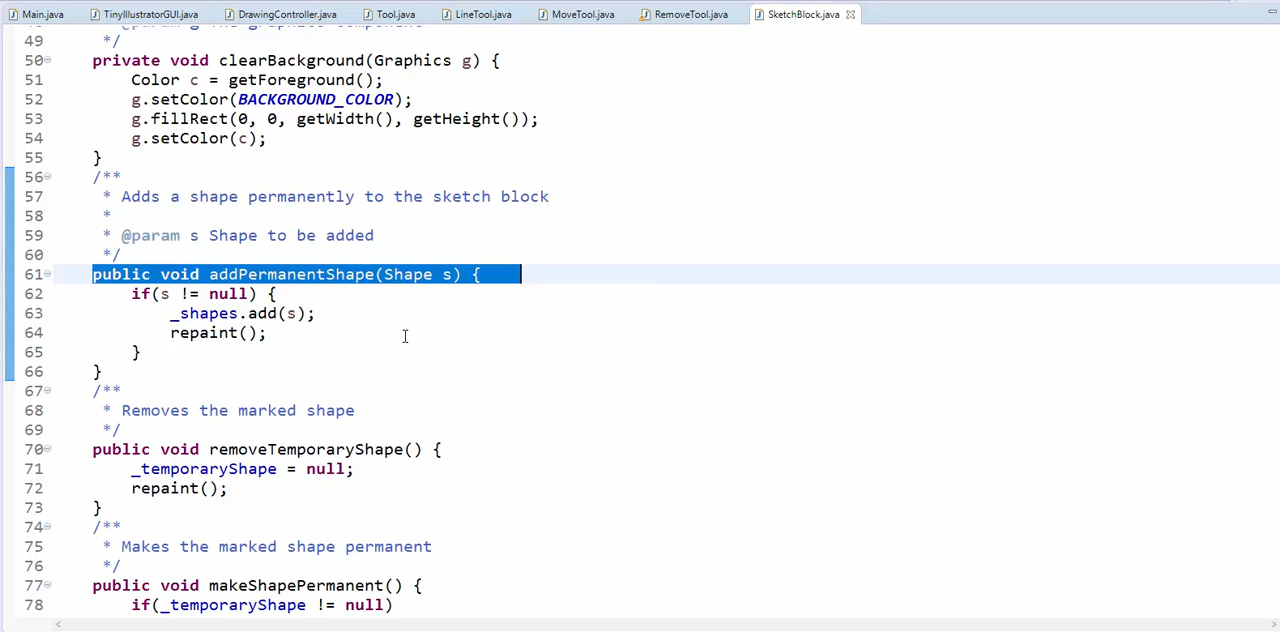 Main.java TinyIllustratorGUI.java DrawingController.java Tool.java LineTool.java MoveTool.java RemoveTool.java SketchBlock.java
49 */
50 private void clearBackground(Graphics g) {
51 Color c = getForeground();
52 g.setColor(BACKGROUND_COLOR);
53 g.fillRect(0, 0, getWidth(), getHeight());
54 g.setColor(c);
55 }
56 /**
57 * Adds a shape permanently to the sketch block
58 *
59 * @param s Shape to be added
60 */
61 public void addPermanentShape(Shape s) {
62 if(s != null) {
63 _shapes.add(s);
64 repaint();
65 }
66 }
67 /**
68 * Removes the marked shape
69 */
70 public void removeTemporaryShape() {
71 _temporaryShape = null;
72 repaint();
73 }
74 /**
75 * Makes the marked shape permanent
76 */
77 public void makeShapePermanent() {
78 if(_temporaryShape != null)